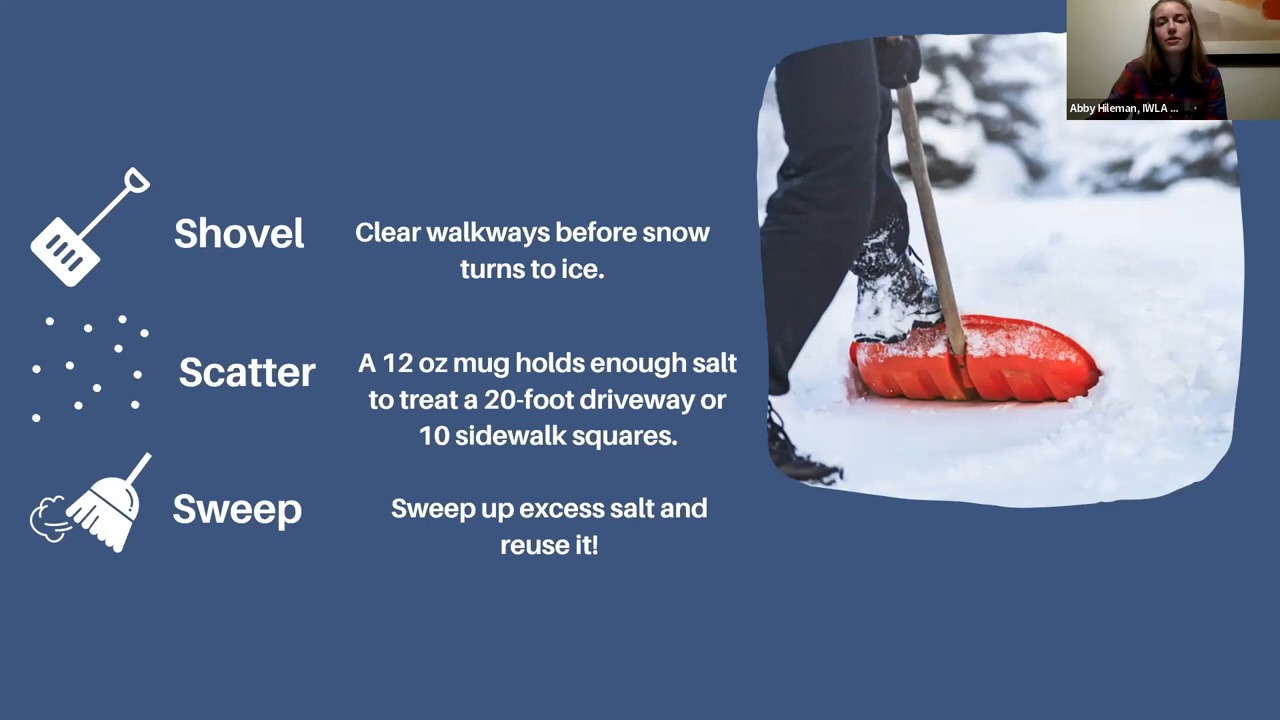 Abby Hileman, IWLA ...
Shovel
Clear walkways before snow
turns to ice.
Scatter
A 12 oz mug holds enough salt
to treat a 20-foot driveway or
10 sidewalk squares.
Sweep
Sweep up excess salt and
reuse it!